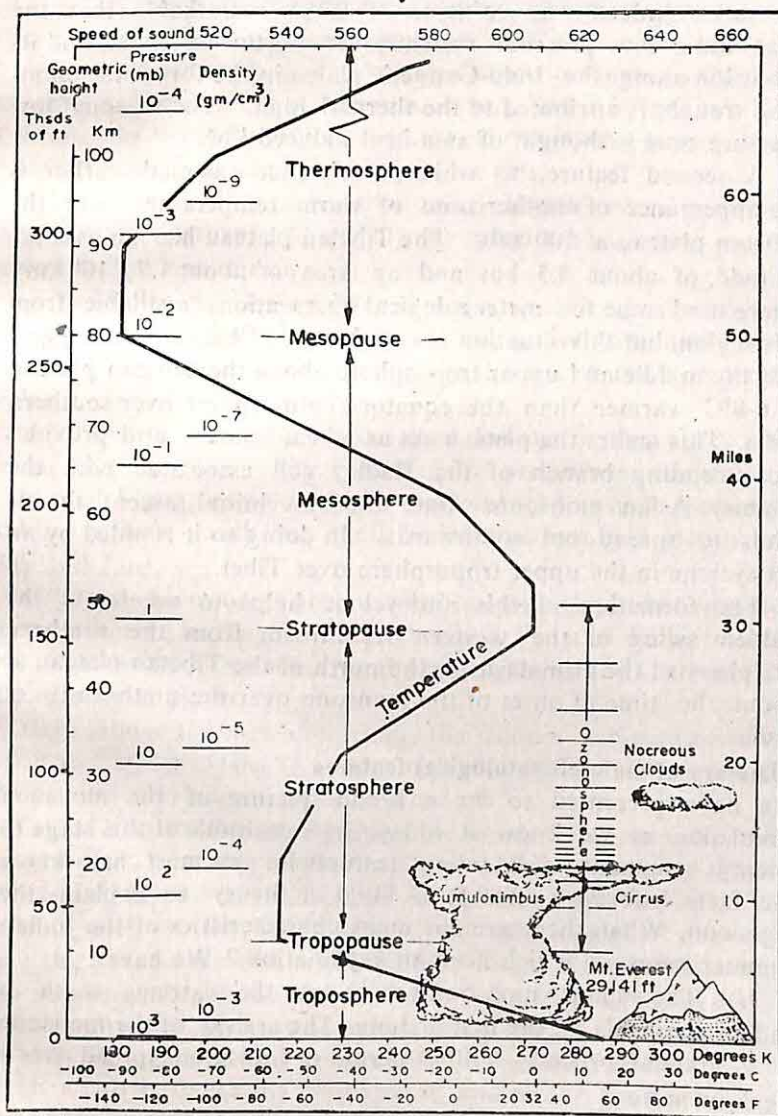 Speed of sound 520 540 560 580 600 620 640 660
Geometric height Pressure (mb) Density (gm/cm³)
10⁻⁴
Thsds of ft Km
100 Thermosphere
10⁻⁹ 60
10⁻³
300 90
10⁻²
80 Mesopause 50
250
10⁻⁷
70
10⁻¹ Miles
Mesosphere 40
200 60
50 1
Stratopause 30
150
Temperature
40
Ozonosphere
10⁻⁵
10 Nocreous
100 30 20
Clouds
Stratosphere
10⁻⁴
20
10²
Cumulonimbus Cirrus 10
50
10 Tropopause
Mt. Everest
29,141 ft
10⁻³ Troposphere
10³
0 0
180 190 200 210 220 230 240 250 260 270 280 290 300 Degrees K
-100 -90 -80 -70 -60 -50 -40 -30 -20 -10 0 10 20 30 Degrees C
-140 -120 -100 -80 -60 -40 -20 0 20 32 40 60 80 Degrees F